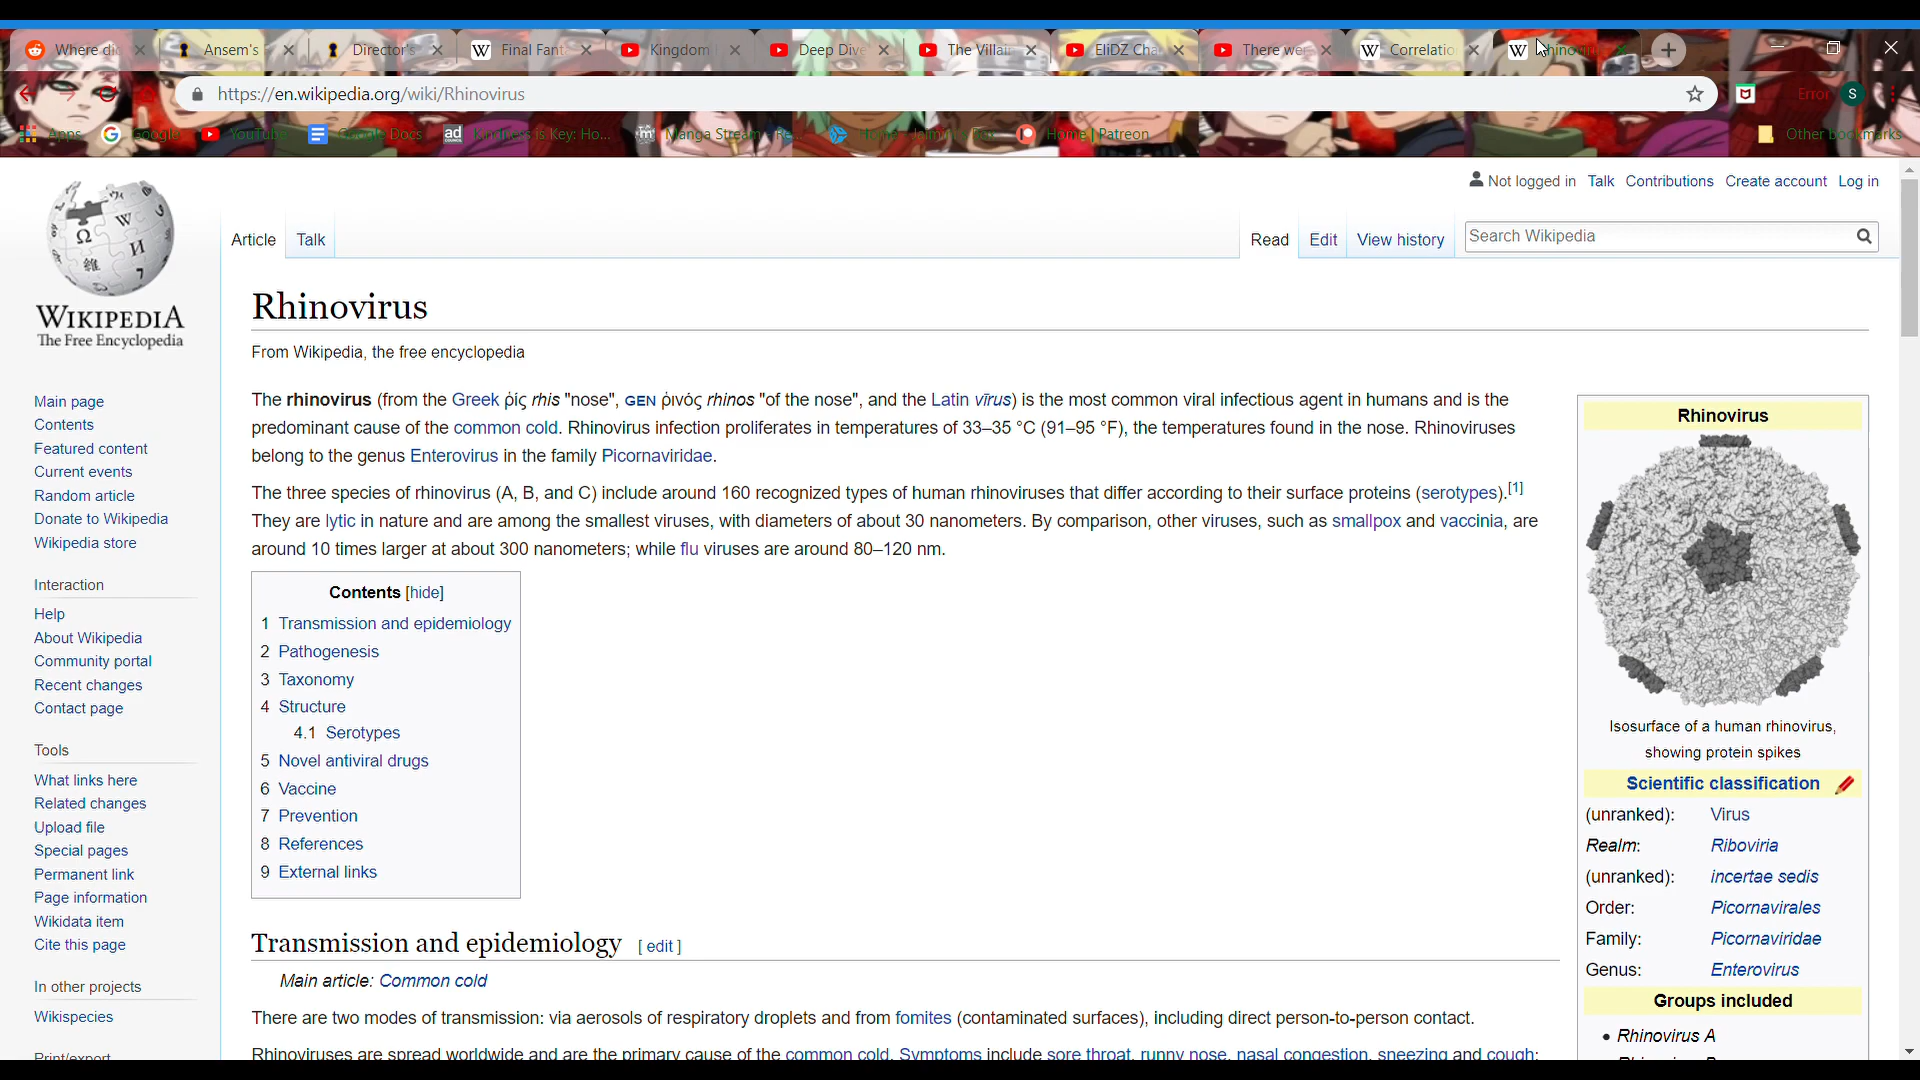 Where di
Ansem's
Director's
Final Fant
Kingdom
Deep Dive
The Villai
EliDZ Cha
There we
Correlatio
Rhinoviru
https://en.wikipedia.org/wiki/Rhinovirus
Error
S
Apps
Google
YouTube
Google Docs
Kindness is Key: Ho...
Manga Stream - Re...
Home | Patreon
Other bookmarks
Not logged in
Talk
Contributions
Create account
Log in
Article
Talk
Read
Edit
View history
Search Wikipedia
WIKIPEDIA
The Free Encyclopedia
Main page
Contents
Featured content
Current events
Random article
Donate to Wikipedia
Wikipedia store
Interaction
Help
About Wikipedia
Community portal
Recent changes
Contact page
Tools
What links here
Related changes
Upload file
Special pages
Permanent link
Page information
Wikidata item
Cite this page
In other projects
Wikispecies
Print/export
Rhinovirus
From Wikipedia, the free encyclopedia
The rhinovirus (from the Greek ῥίς rhis "nose", GEN ῥινός rhinos "of the nose", and the Latin vīrus) is the most common viral infectious agent in humans and is the
predominant cause of the common cold. Rhinovirus infection proliferates in temperatures of 33–35 °C (91–95 °F), the temperatures found in the nose. Rhinoviruses
belong to the genus Enterovirus in the family Picornaviridae.
The three species of rhinovirus (A, B, and C) include around 160 recognized types of human rhinoviruses that differ according to their surface proteins (serotypes).[1]
They are lytic in nature and are among the smallest viruses, with diameters of about 30 nanometers. By comparison, other viruses, such as smallpox and vaccinia, are
around 10 times larger at about 300 nanometers; while flu viruses are around 80–120 nm.
Contents [hide]
1 Transmission and epidemiology
2 Pathogenesis
3 Taxonomy
4 Structure
4.1 Serotypes
5 Novel antiviral drugs
6 Vaccine
7 Prevention
8 References
9 External links
Transmission and epidemiology [ edit ]
Main article: Common cold
There are two modes of transmission: via aerosols of respiratory droplets and from fomites (contaminated surfaces), including direct person-to-person contact.
Rhinoviruses are spread worldwide and are the primary cause of the common cold. Symptoms include sore throat, runny nose, nasal congestion, sneezing and cough;
Rhinovirus
Isosurface of a human rhinovirus,
showing protein spikes
Scientific classification
(unranked): Virus
Realm: Riboviria
(unranked): incertae sedis
Order: Picornavirales
Family: Picornaviridae
Genus: Enterovirus
Groups included
• Rhinovirus A